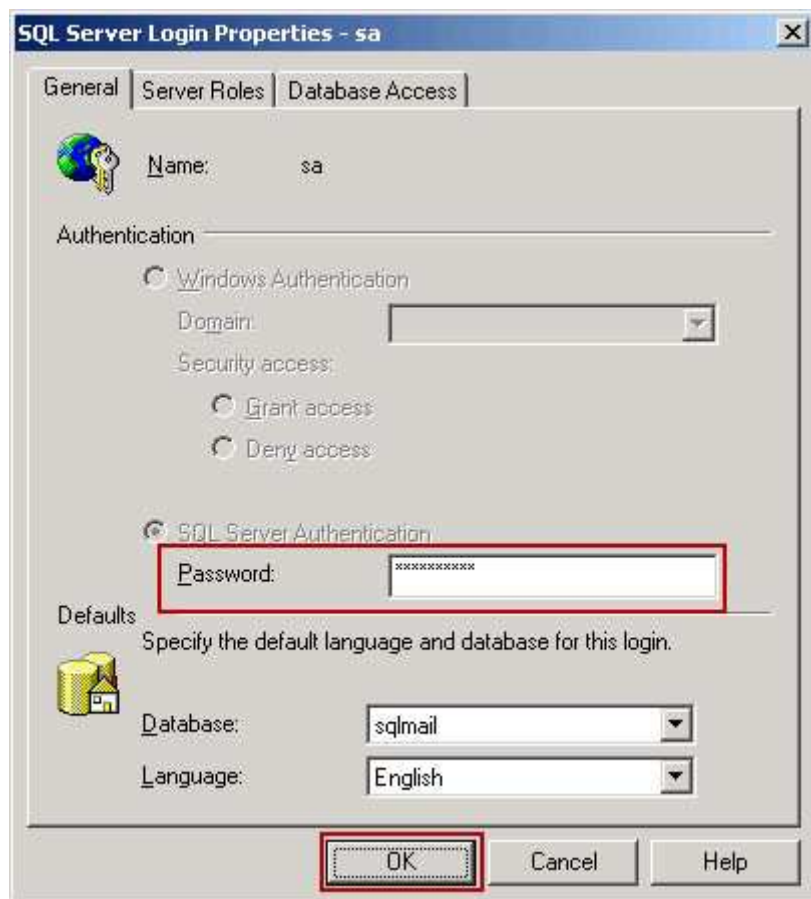 SQL Server Login Properties - sa
General Server Roles Database Access
Name: sa
Authentication
Windows Authentication
Domain:
Security access:
Grant access
Deny access
SQL Server Authentication
Password: **********
Defaults
Specify the default language and database for this login.
Database: sqlmail
Language: English
OK Cancel Help